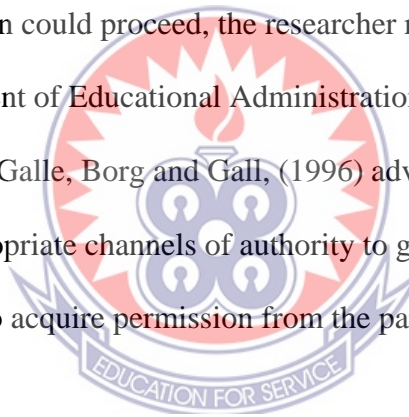 n could proceed, the researcher
nt of Educational Administration
Galle, Borg and Gall, (1996) adv
opriate channels of authority to g
o acquire permission from the pa
EDUCATION FOR SERVICE